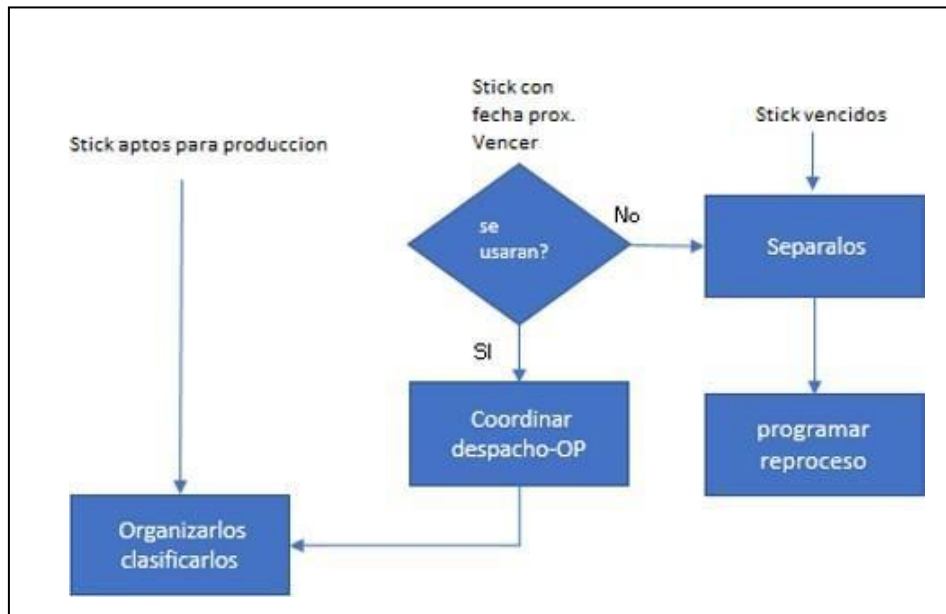 Stick aptos para produccion
Stick con
fecha prox.
Vencer
Stick vencidos
se
usaran?
No
Separalos
SI
Coordinar
despacho-OP
programar
reproceso
Organizarlos
clasificarlos